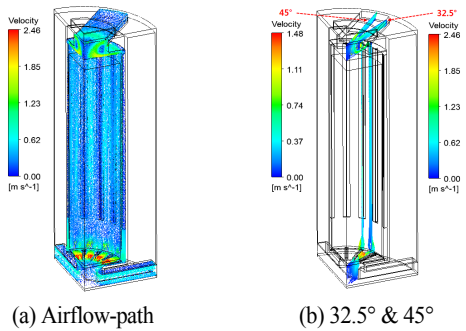 Velocity
2.46
1.85
1.23
0.62
0.00
[m s^-1]
(a) Airflow-path
45°
32.5°
Velocity
1.48
1.11
0.74
0.37
0.00
[m s^-1]
Velocity
2.46
1.85
1.23
0.62
0.00
[m s^-1]
(b) 32.5° & 45°